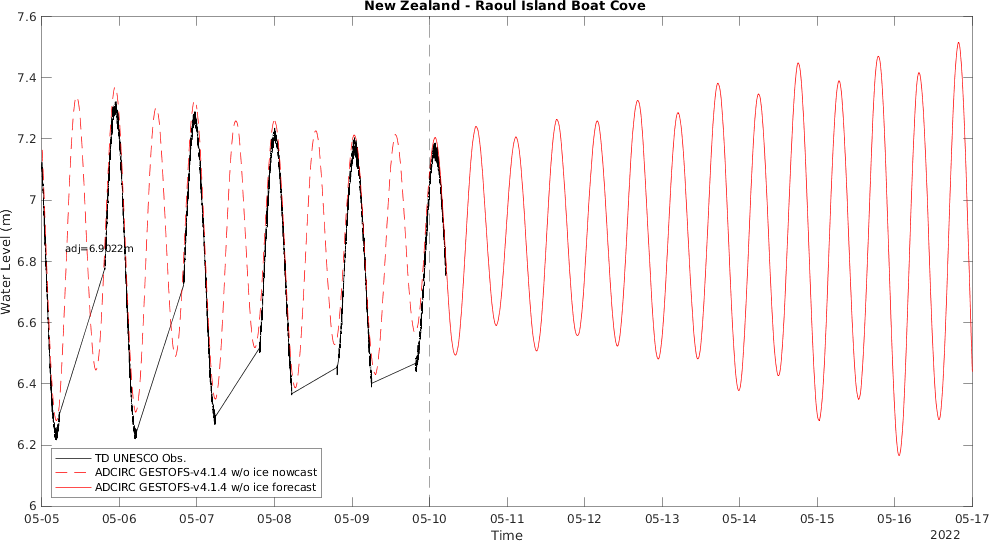 New Zealand - Raoul Island Boat Cove
7.6
7.4
7.2
7
6.8
6.6
6.4
6.2
6
Water Level (m)
adj=6.9022m
TD UNESCO Obs.
ADCIRC GESTOFS-v4.1.4 w/o ice nowcast
ADCIRC GESTOFS-v4.1.4 w/o ice forecast
05-05 05-06 05-07 05-08 05-09 05-10 05-11 05-12 05-13 05-14 05-15 05-16 05-17
Time
2022